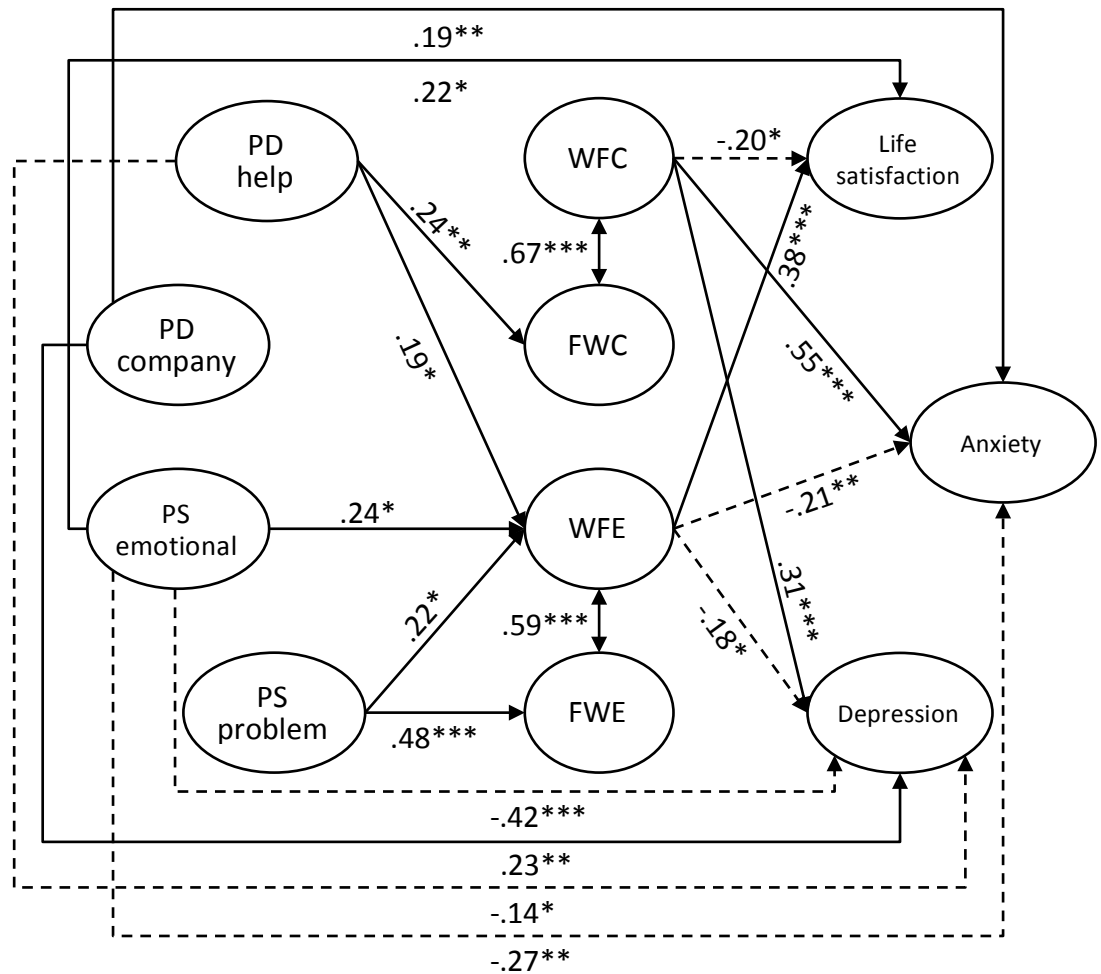 .19**
.22*
PD
help
WFC
-.20*
Life
satisfaction
.24**
.67***
.38***
PD
company
.19*
FWC
.55***
Anxiety
PS
emotional
.24*
WFE
-.21**
.22*
.59***
-.18*
.31***
PS
problem
.48***
FWE
Depression
-.42***
.23**
-.14*
-.27**